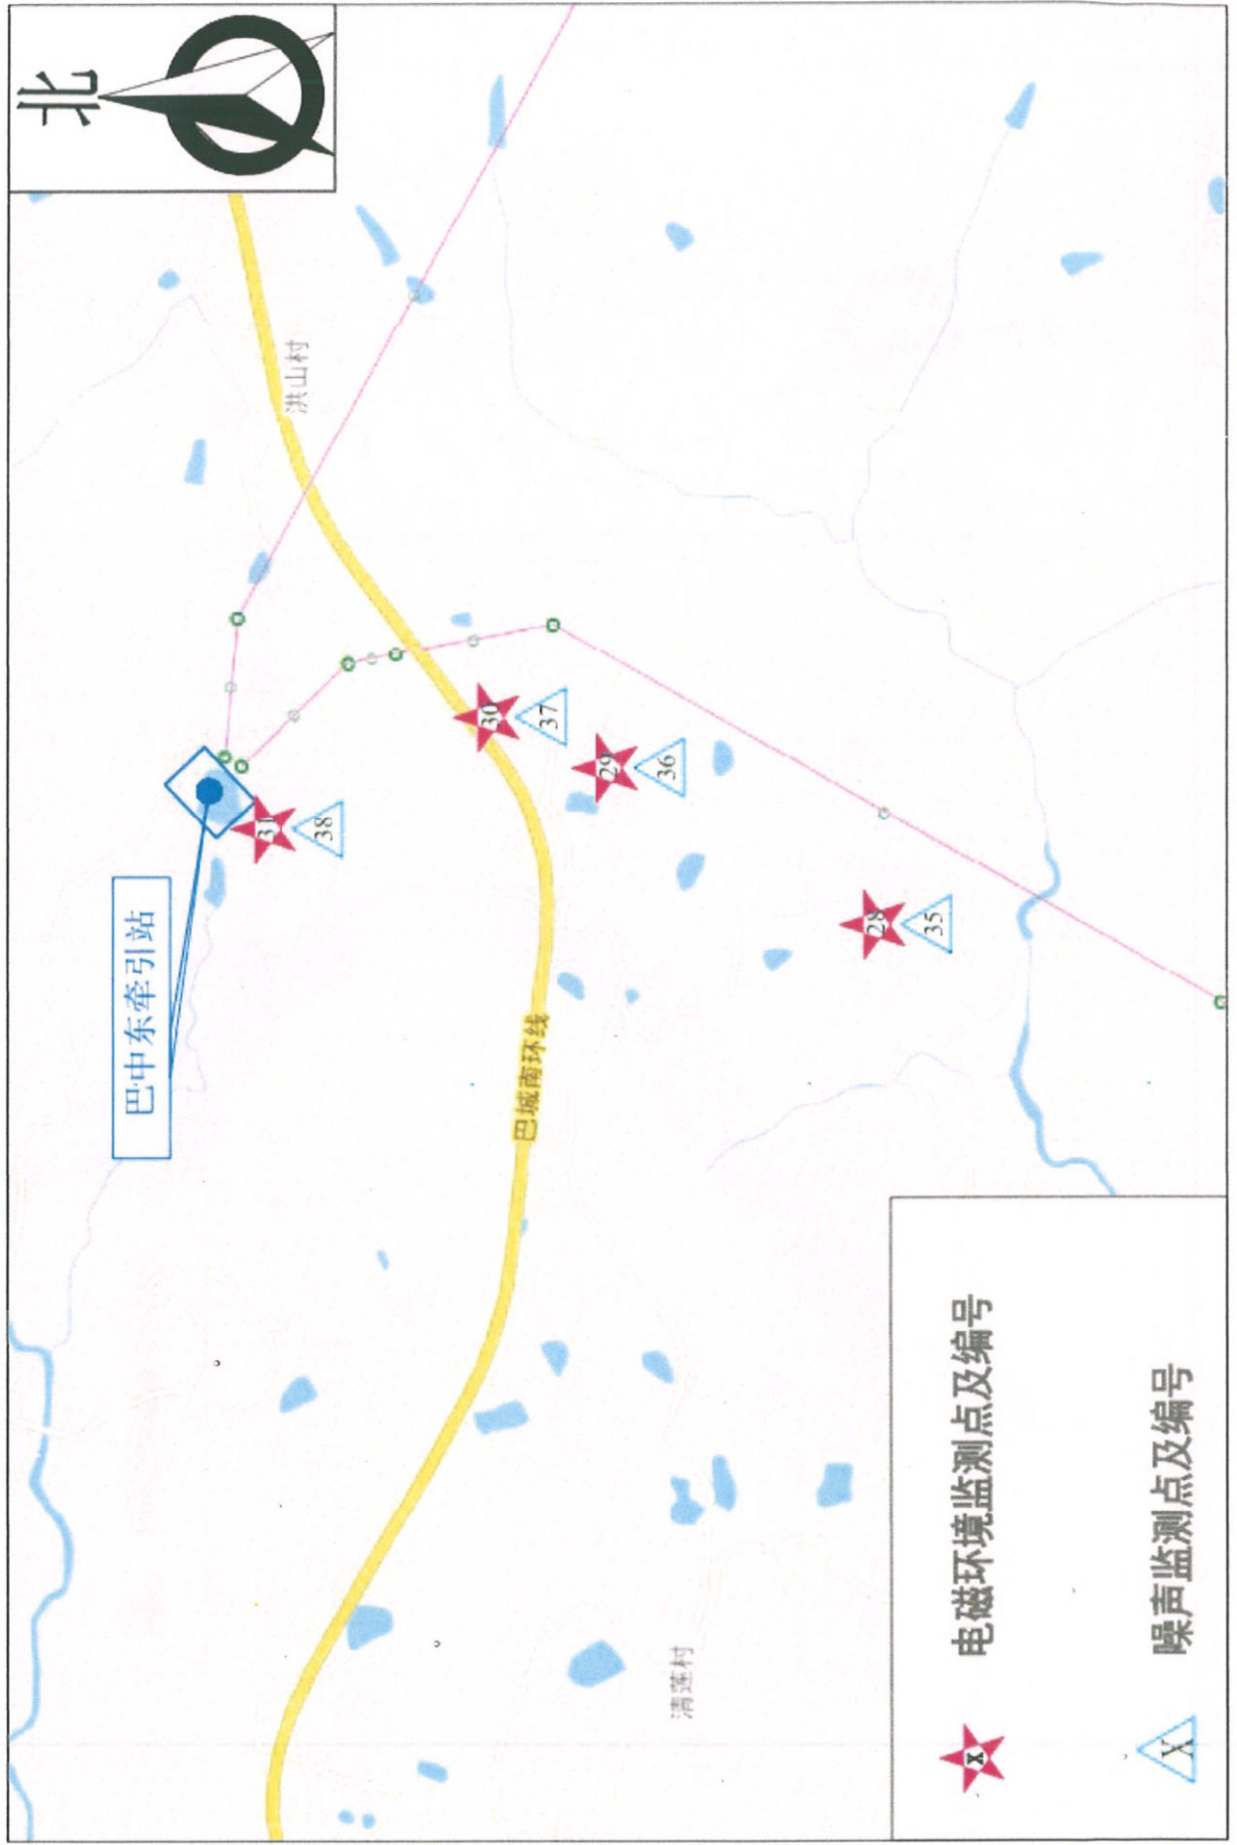 北
洪山村
巴中东牵引站
31
38
30
37
29
36
28
35
巴城南环线
清莲村
X 电磁环境监测点及编号
X 噪声监测点及编号